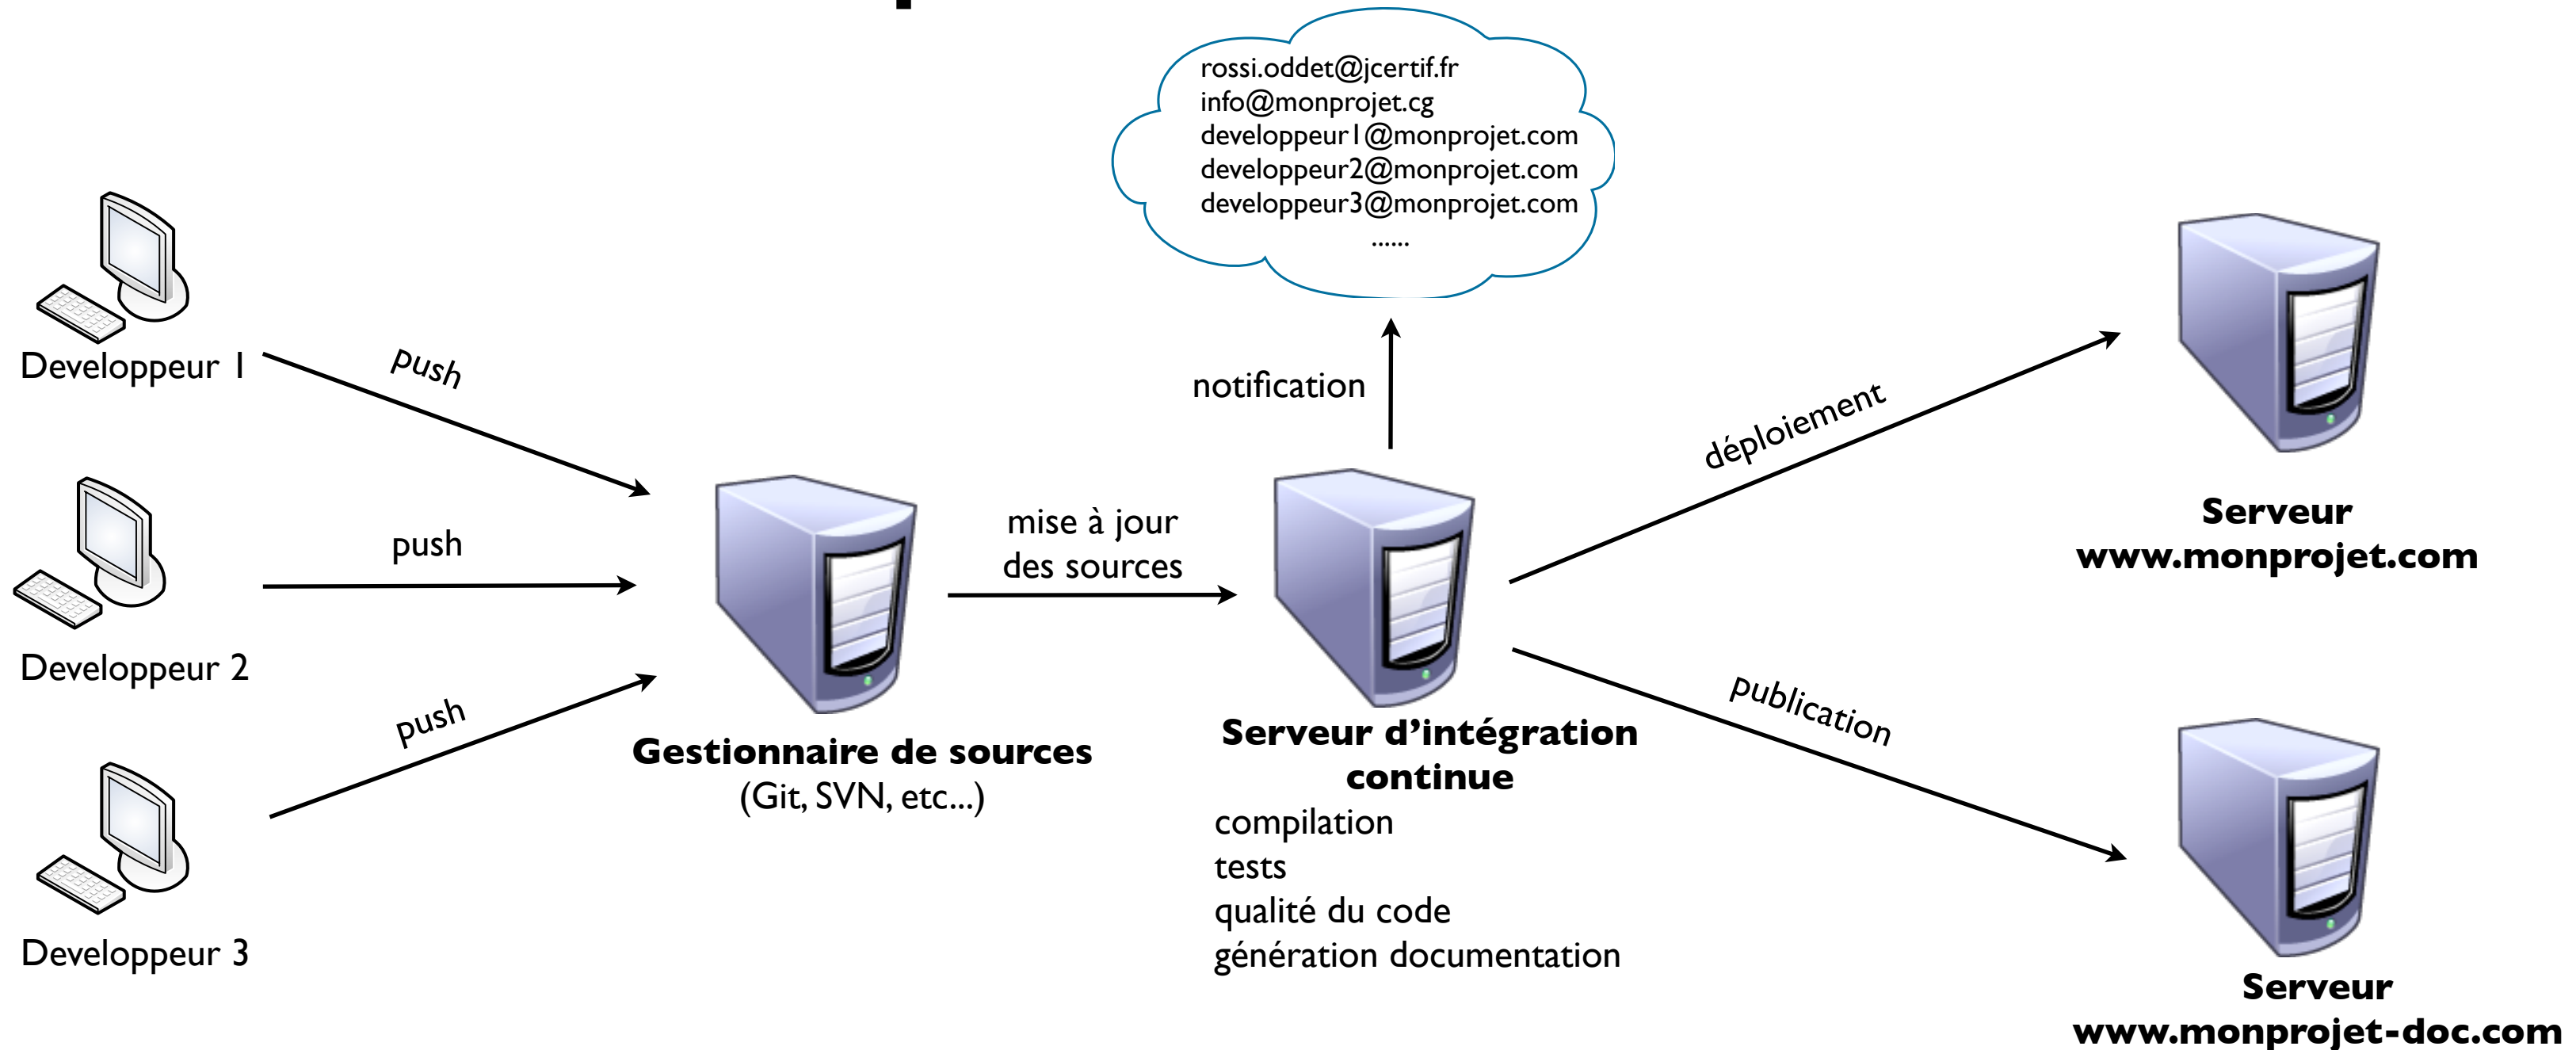 rossi.oddet@jcertif.fr
info@monprojet.cg
developpeur1@monprojet.com
developpeur2@monprojet.com
developpeur3@monprojet.com
......
Developpeur 1
push
notification
déploiement
Serveur
www.monprojet.com
push
mise à jour
des sources
Developpeur 2
push
Gestionnaire de sources
(Git, SVN, etc...)
Serveur d’intégration
continue
compilation
tests
qualité du code
génération documentation
publication
Developpeur 3
Serveur
www.monprojet-doc.com